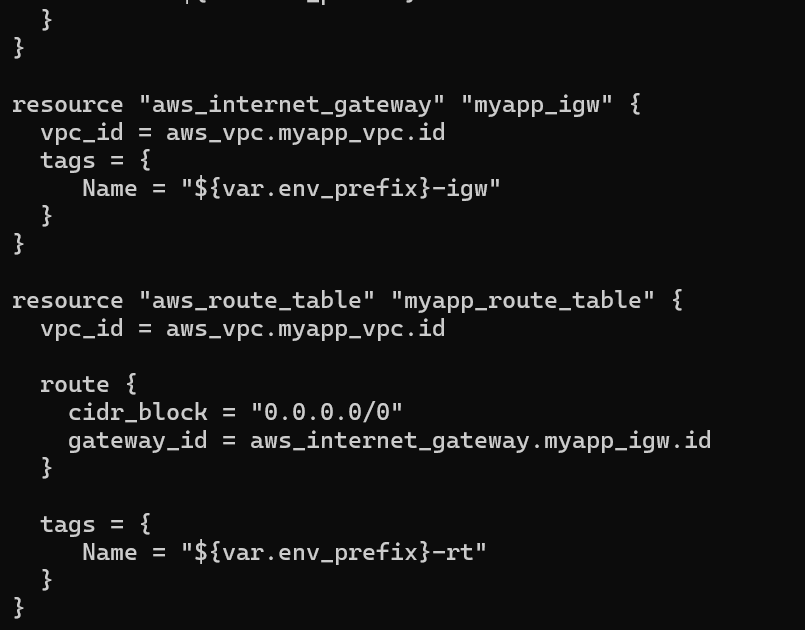 }
}

resource "aws_internet_gateway" "myapp_igw" {
  vpc_id = aws_vpc.myapp_vpc.id
  tags = {
     Name = "${var.env_prefix}-igw"
  }
}

resource "aws_route_table" "myapp_route_table" {
  vpc_id = aws_vpc.myapp_vpc.id

  route {
    cidr_block = "0.0.0.0/0"
    gateway_id = aws_internet_gateway.myapp_igw.id
  }

  tags = {
     Name = "${var.env_prefix}-rt"
  }
}